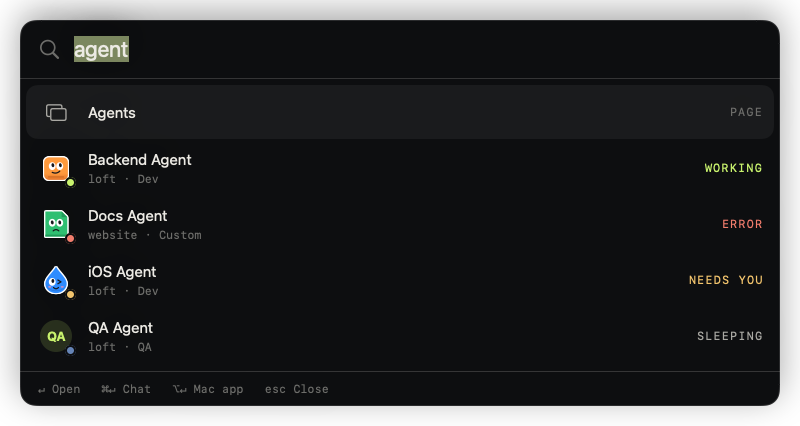 agent
Agents PAGE
Backend Agent
loft · Dev WORKING
Docs Agent
website · Custom ERROR
iOS Agent
loft · Dev NEEDS YOU
QA QA Agent
loft · QA SLEEPING
↵ Open ⌘↵ Chat ⌥↵ Mac app esc Close